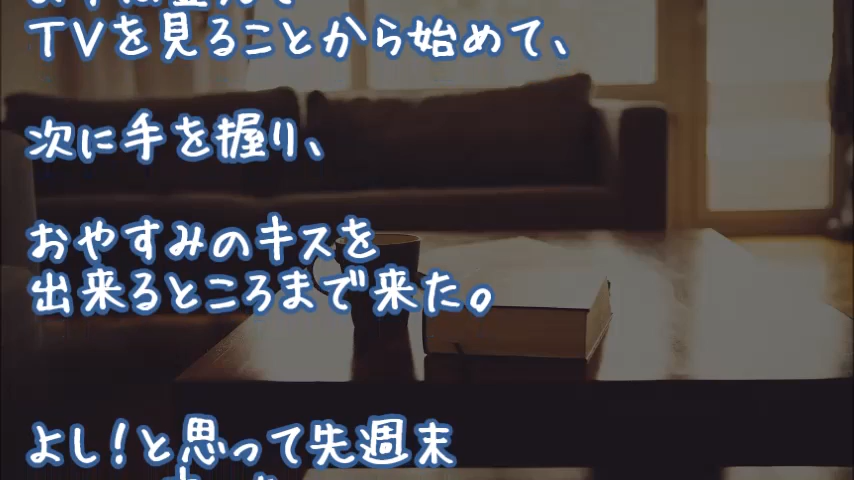 TVを見ることから始めて、
次に手を握り、
おやすみのキスを
出来るところまで来た。
よし！と思って先週末